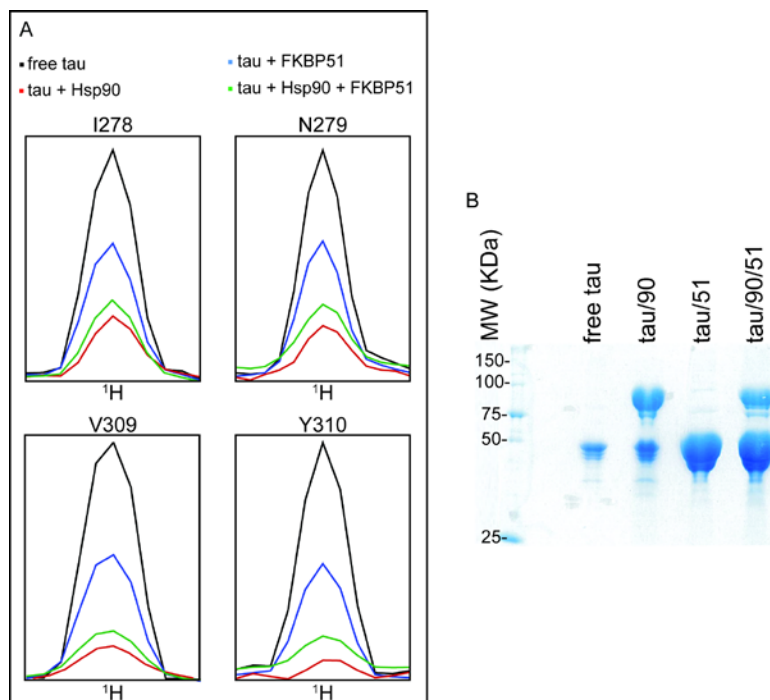 A
free tau
tau + FKBP51
tau + Hsp90
tau + Hsp90 + FKBP51
I278
N279
¹H
¹H
V309
Y310
¹H
¹H
B
MW (KDa)
free tau
tau/90
tau/51
tau/90/51
150-
100-
75-
50-
25-